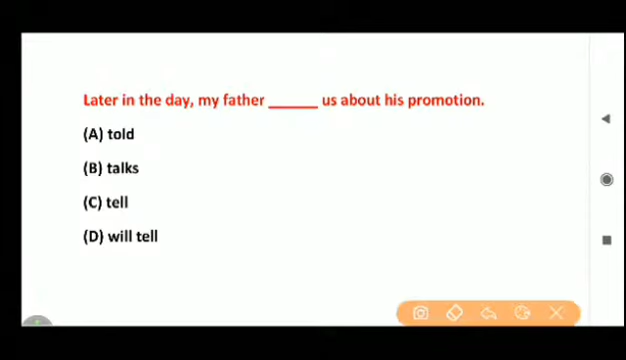 Later in the day, my father ______ us about his promotion.
(A) told
(B) talks
(C) tell
(D) will tell